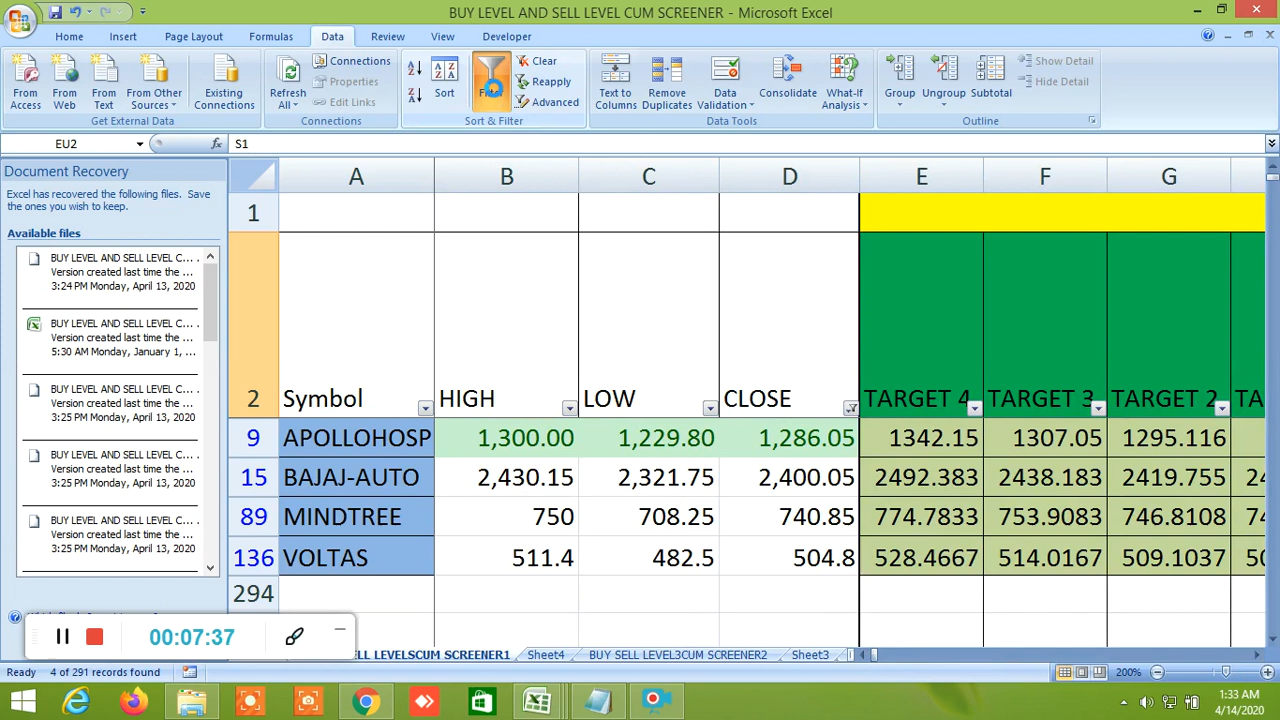 BUY LEVEL AND SELL LEVEL CUM SCREENER - Microsoft Excel
Home Insert Page Layout Formulas Data Review View Developer
From Access
From Web
From Text
From Other Sources
Existing Connections
Get External Data
Refresh All
Connections
Properties
Edit Links
Connections
Sort
Filter
Clear
Reapply
Advanced
Sort & Filter
Text to Columns
Remove Duplicates
Data Validation
Consolidate
What-If Analysis
Data Tools
Group
Ungroup
Subtotal
Show Detail
Hide Detail
Outline
EU2 fx S1
Document Recovery
Excel has recovered the following files. Save
the ones you wish to keep.
Available files
BUY LEVEL AND SELL LEVEL C...
Version created last time the ...
3:24 PM Monday, April 13, 2020
BUY LEVEL AND SELL LEVEL C...
Version created last time the ...
5:30 AM Monday, January 1, ...
BUY LEVEL AND SELL LEVEL C...
Version created last time the ...
3:25 PM Monday, April 13, 2020
BUY LEVEL AND SELL LEVEL C...
Version created last time the ...
3:25 PM Monday, April 13, 2020
BUY LEVEL AND SELL LEVEL C...
Version created last time the ...
3:25 PM Monday, April 13, 2020
A B C D E F G
1
2 Symbol HIGH LOW CLOSE TARGET 4 TARGET 3 TARGET 2 TA
9 APOLLOHOSP 1,300.00 1,229.80 1,286.05 1342.15 1307.05 1295.116
15 BAJAJ-AUTO 2,430.15 2,321.75 2,400.05 2492.383 2438.183 2419.755 24
89 MINDTREE 750 708.25 740.85 774.7833 753.9083 746.8108 74
136 VOLTAS 511.4 482.5 504.8 528.4667 514.0167 509.1037 50
294
00:07:37
LEVELSCUM SCREENER1 Sheet4 BUY SELL LEVEL3CUM SCREENER2 Sheet3
Ready 4 of 291 records found 200%
1:33 AM
4/14/2020